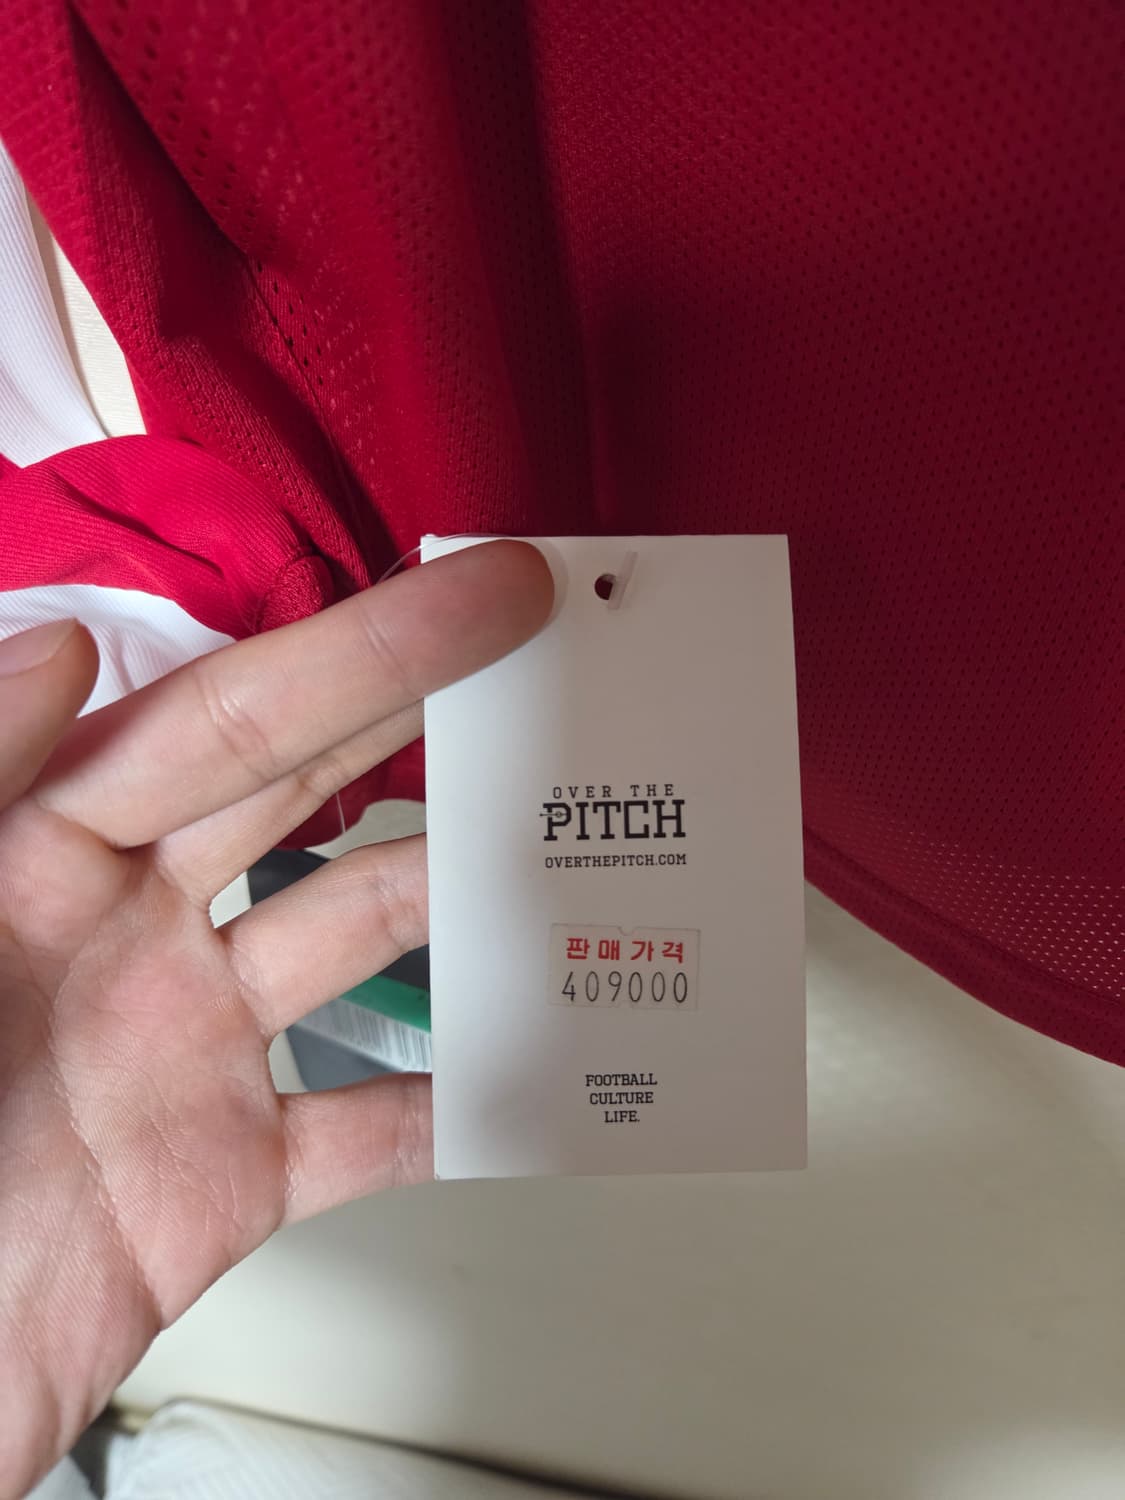 OVER THE
PITCH
OVERTHEPITCH.COM
판매가격
409000
FOOTBALL
CULTURE
LIFE.